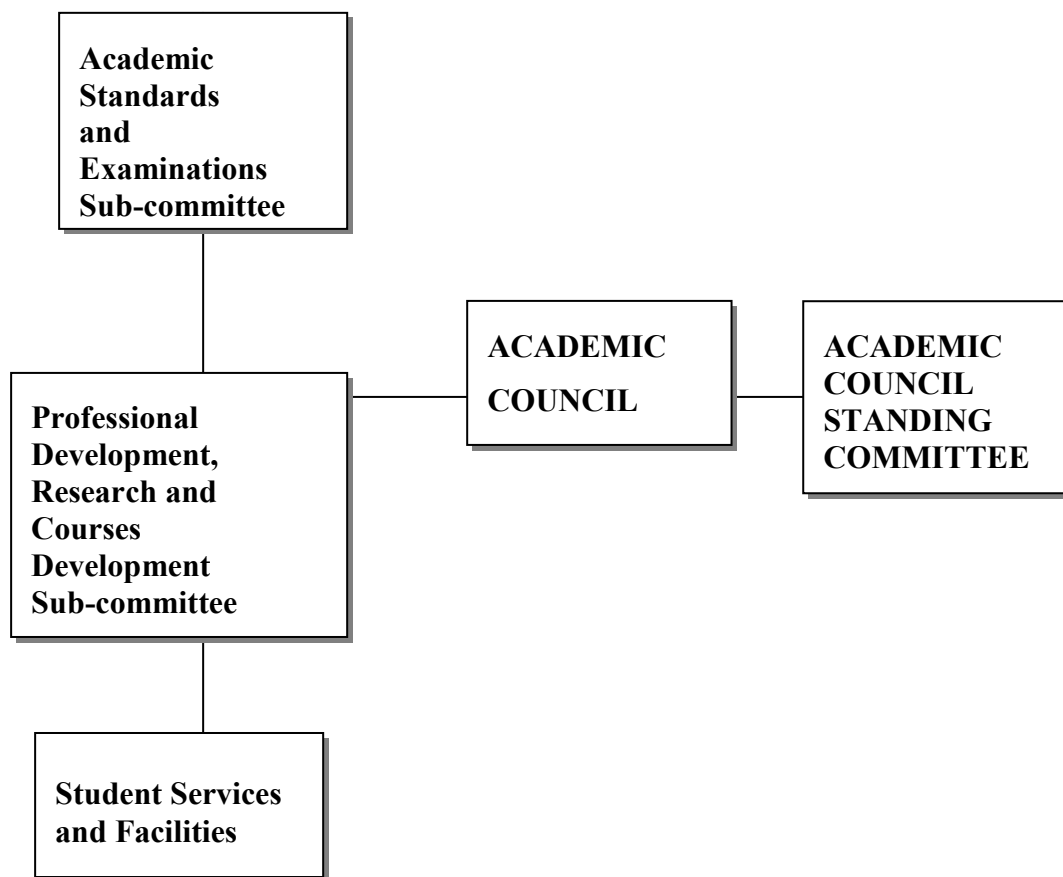 Academic
Standards
and
Examinations
Sub-committee
Professional
Development,
Research and
Courses
Development
Sub-committee
ACADEMIC
COUNCIL
ACADEMIC
COUNCIL
STANDING
COMMITTEE
Student Services
and Facilities